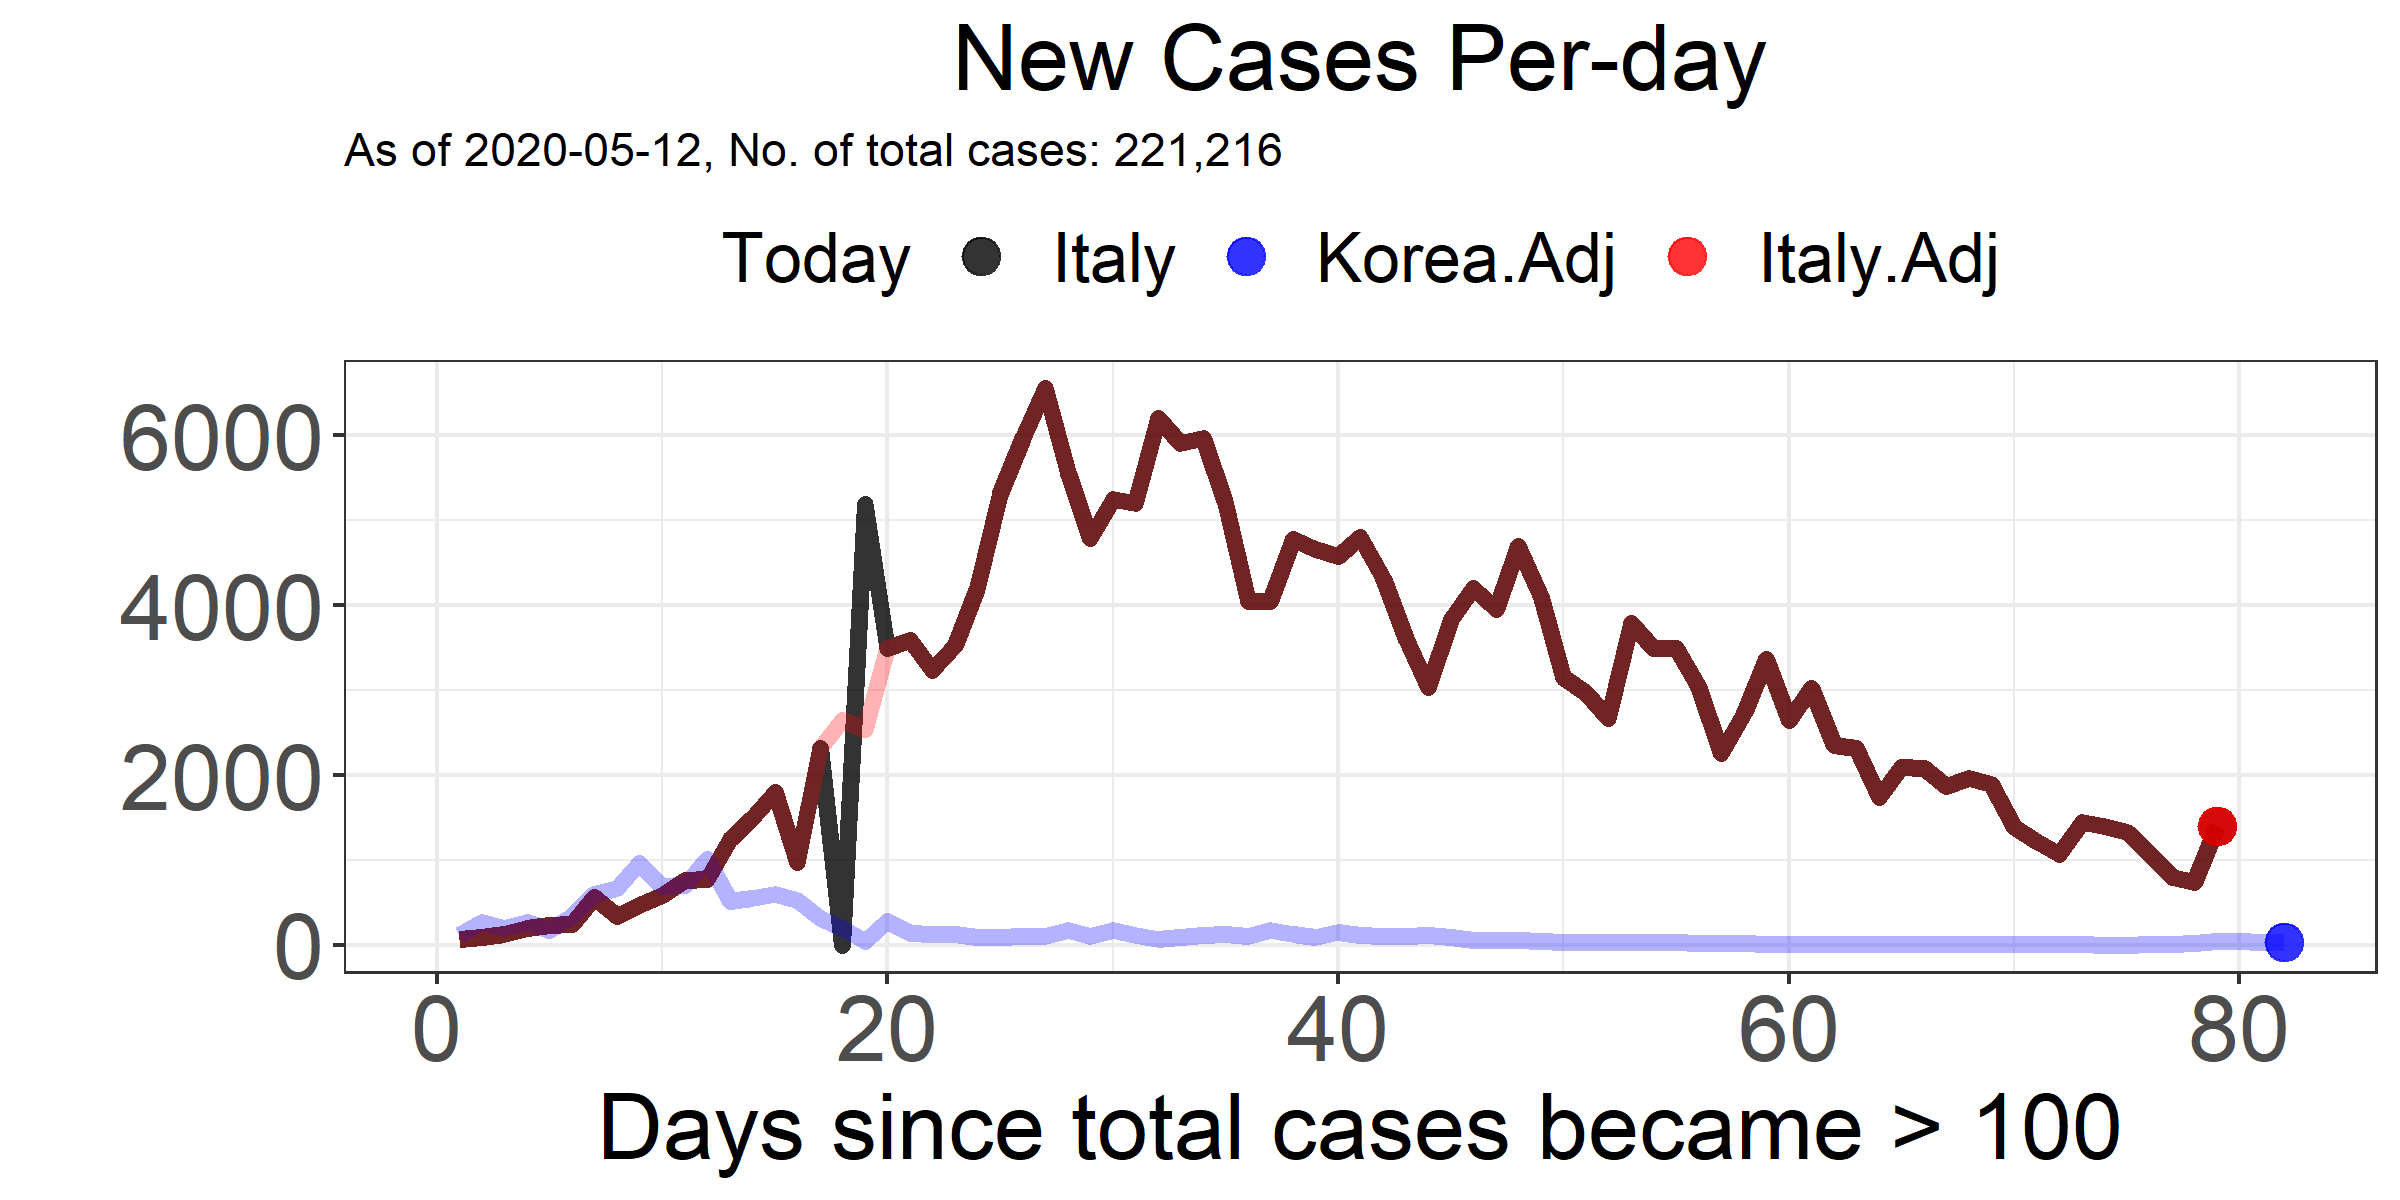 New Cases Per-day
As of 2020-05-12, No. of total cases: 221,216
Today Italy Korea.Adj Italy.Adj
6000
4000
2000
0
0 20 40 60 80
Days since total cases became > 100